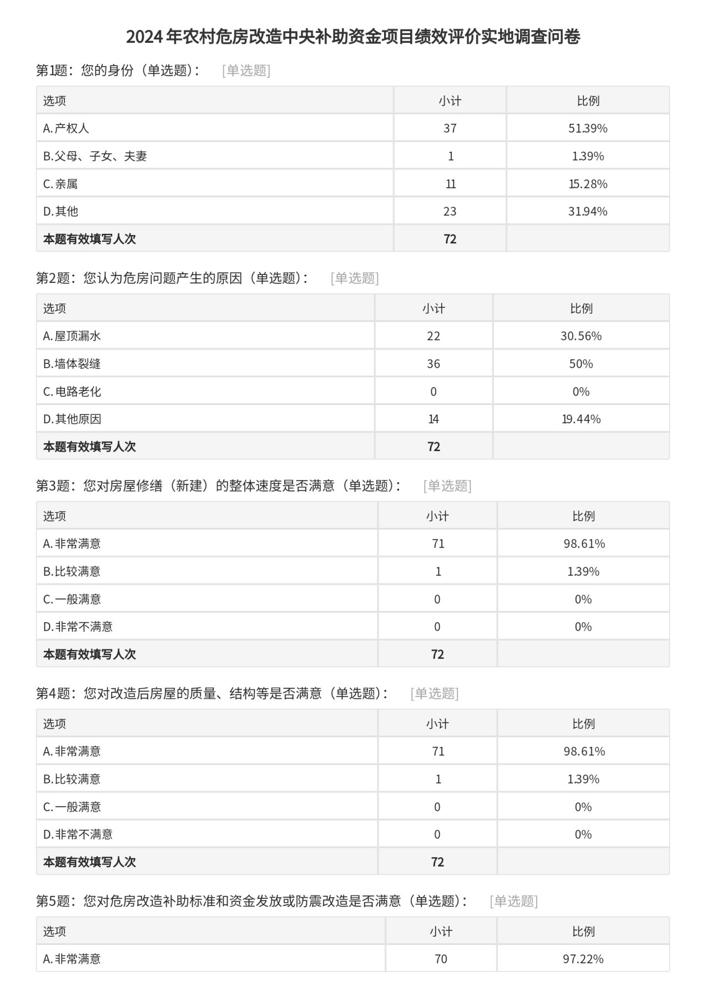 2024 年农村危房改造中央补助资金项目绩效评价实地调查问卷
第1题：您的身份（单选题）： [单选题]
选项 小计 比例
A.产权人 37 51.39%
B.父母、子女、夫妻 1 1.39%
C.亲属 11 15.28%
D.其他 23 31.94%
本题有效填写人次 72
第2题：您认为危房问题产生的原因（单选题）： [单选题]
选项 小计 比例
A.屋顶漏水 22 30.56%
B.墙体裂缝 36 50%
C.电路老化 0 0%
D.其他原因 14 19.44%
本题有效填写人次 72
第3题：您对房屋修缮（新建）的整体速度是否满意（单选题）： [单选题]
选项 小计 比例
A.非常满意 71 98.61%
B.比较满意 1 1.39%
C.一般满意 0 0%
D.非常不满意 0 0%
本题有效填写人次 72
第4题：您对改造后房屋的质量、结构等是否满意（单选题）： [单选题]
选项 小计 比例
A.非常满意 71 98.61%
B.比较满意 1 1.39%
C.一般满意 0 0%
D.非常不满意 0 0%
本题有效填写人次 72
第5题：您对危房改造补助标准和资金发放或防震改造是否满意（单选题）： [单选题]
选项 小计 比例
A.非常满意 70 97.22%